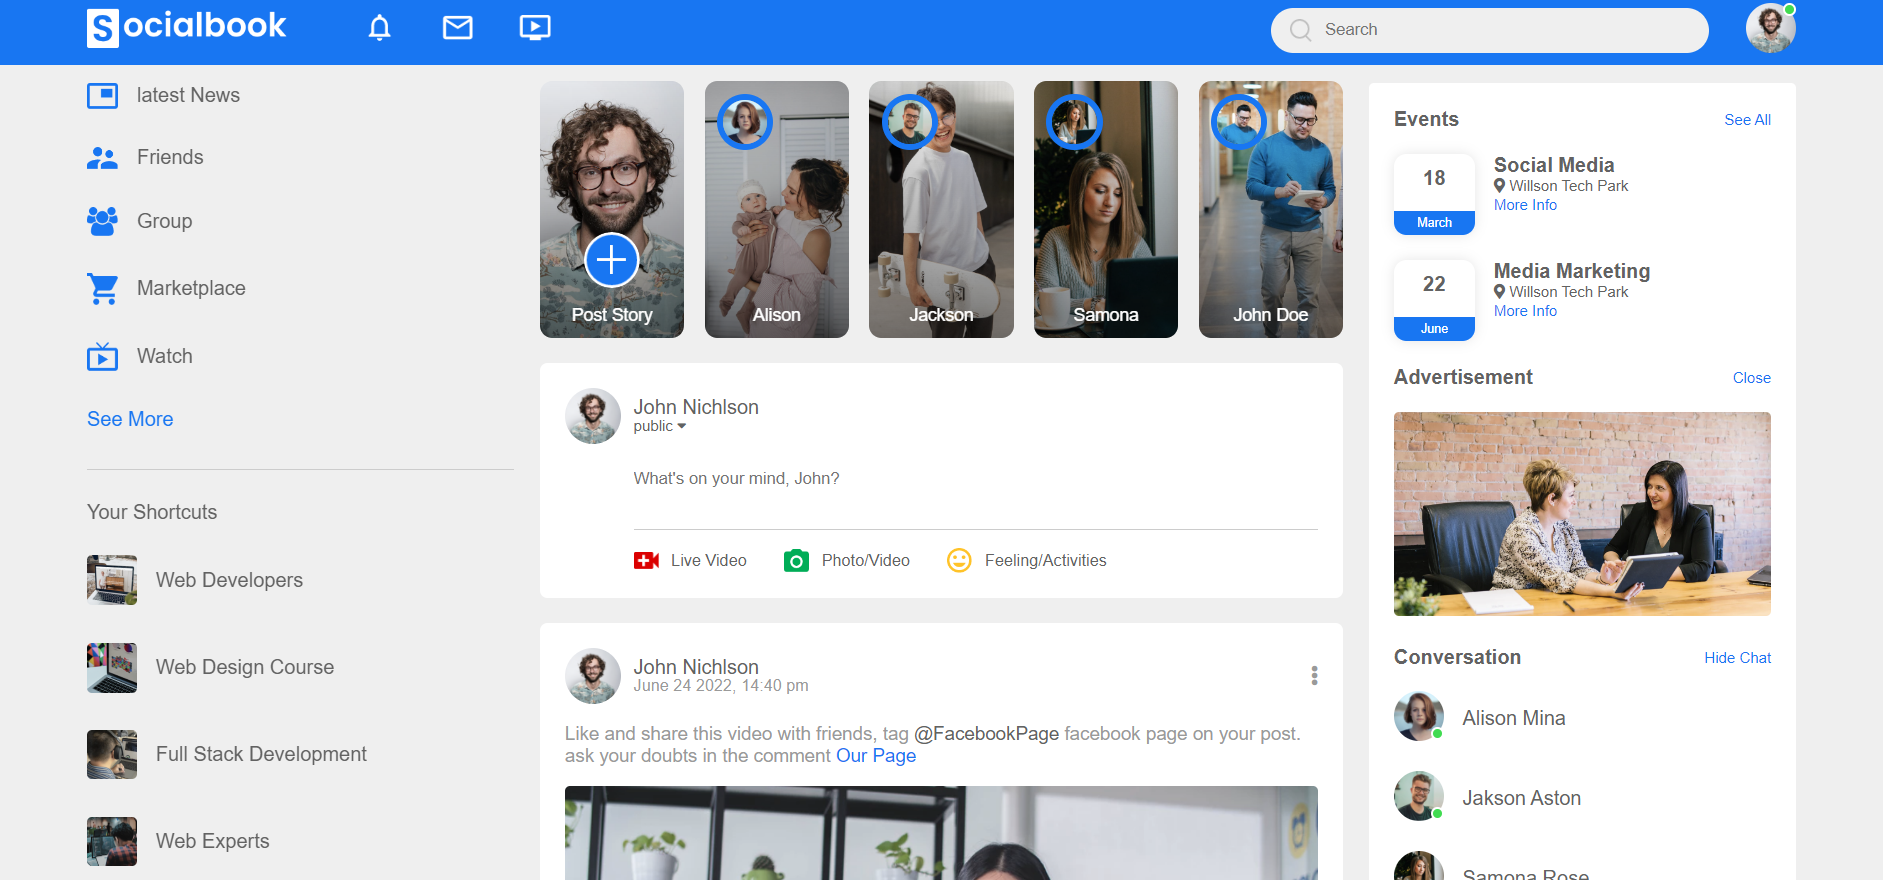 Socialbook
Search
latest News
Friends
Group
Marketplace
Watch
See More
Your Shortcuts
Web Developers
Web Design Course
Full Stack Development
Web Experts
Post Story
Alison
Jackson
Samona
John Doe
John Nichlson
public
What's on your mind, John?
Live Video
Photo/Video
Feeling/Activities
John Nichlson
June 24 2022, 14:40 pm
Like and share this video with friends, tag @FacebookPage facebook page on your post.
ask your doubts in the comment Our Page
Events
See All
18
March
Social Media
Willson Tech Park
More Info
22
June
Media Marketing
Willson Tech Park
More Info
Advertisement
Close
Conversation
Hide Chat
Alison Mina
Jakson Aston
Samona Rose